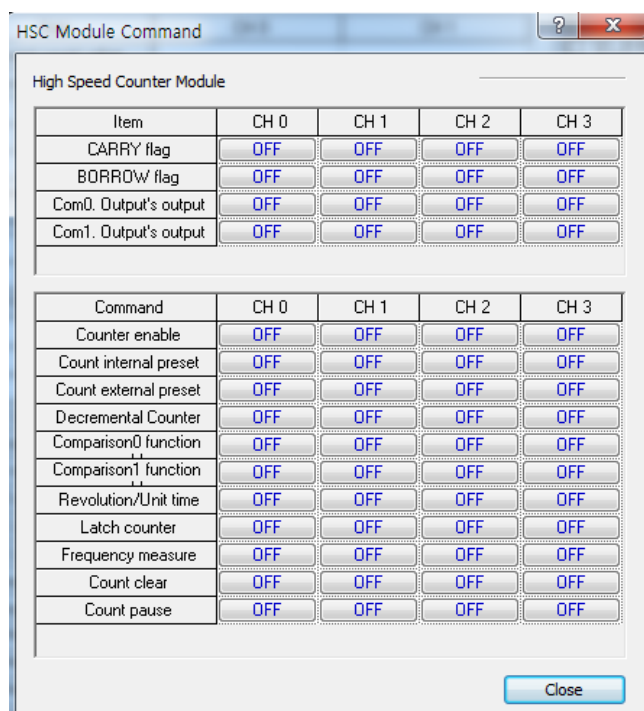 HSC Module Command
High Speed Counter Module
Item CH 0 CH 1 CH 2 CH 3
CARRY flag OFF OFF OFF OFF
BORROW flag OFF OFF OFF OFF
Com0. Output's output OFF OFF OFF OFF
Com1. Output's output OFF OFF OFF OFF
Command CH 0 CH 1 CH 2 CH 3
Counter enable OFF OFF OFF OFF
Count internal preset OFF OFF OFF OFF
Count external preset OFF OFF OFF OFF
Decremental Counter OFF OFF OFF OFF
Comparison0 function OFF OFF OFF OFF
Comparison1 function OFF OFF OFF OFF
Revolution/Unit time OFF OFF OFF OFF
Latch counter OFF OFF OFF OFF
Frequency measure OFF OFF OFF OFF
Count clear OFF OFF OFF OFF
Count pause OFF OFF OFF OFF
Close